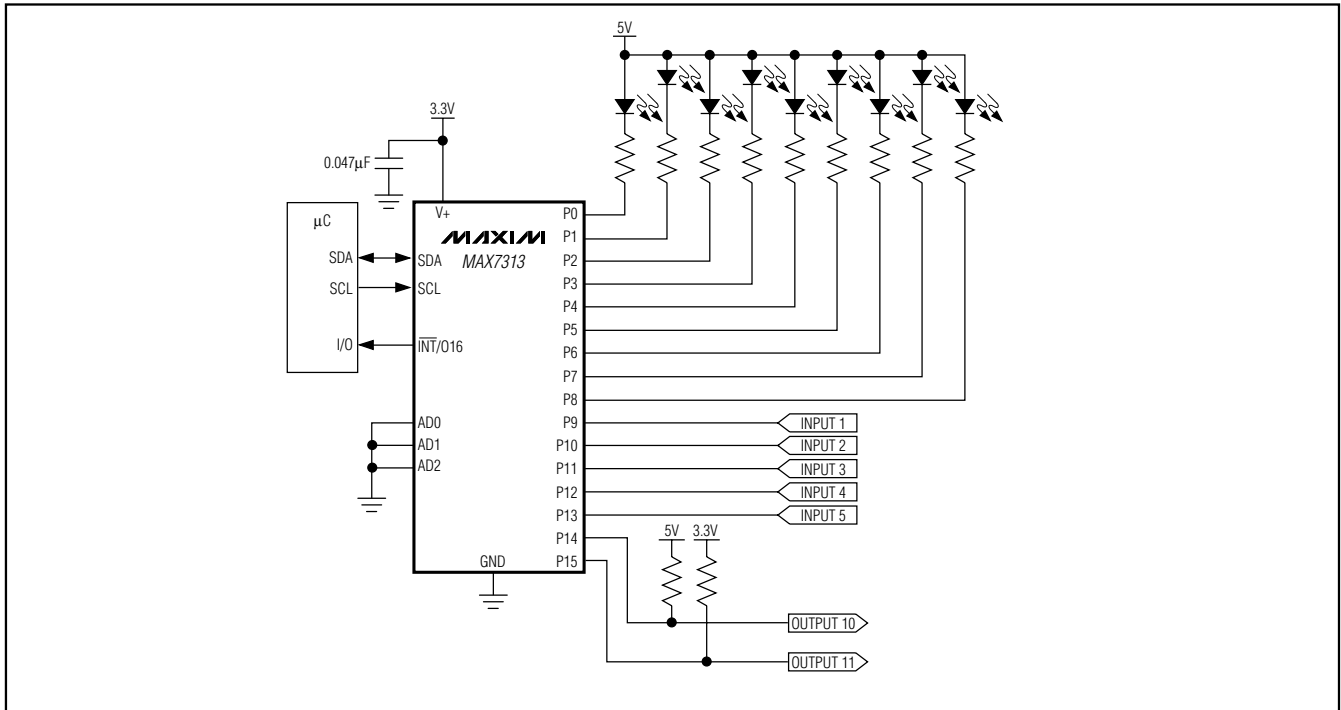 5V
3.3V
0.047μF
μC
SDA
SCL
I/O
V+
MAXIM
MAX7313
SDA
SCL
INT/O16
AD0
AD1
AD2
GND
P0
P1
P2
P3
P4
P5
P6
P7
P8
P9
P10
P11
P12
P13
P14
P15
INPUT 1
INPUT 2
INPUT 3
INPUT 4
INPUT 5
5V 3.3V
OUTPUT 10
OUTPUT 11